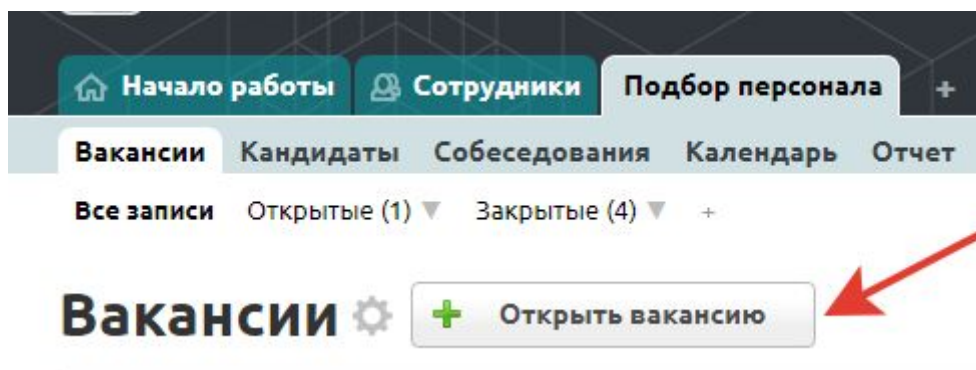 Начало работы Сотрудники Подбор персонала +
Вакансии Кандидаты Собеседования Календарь Отчет
Все записи Открытые (1) ▼ Закрытые (4) ▼ +
Вакансии + Открыть вакансию